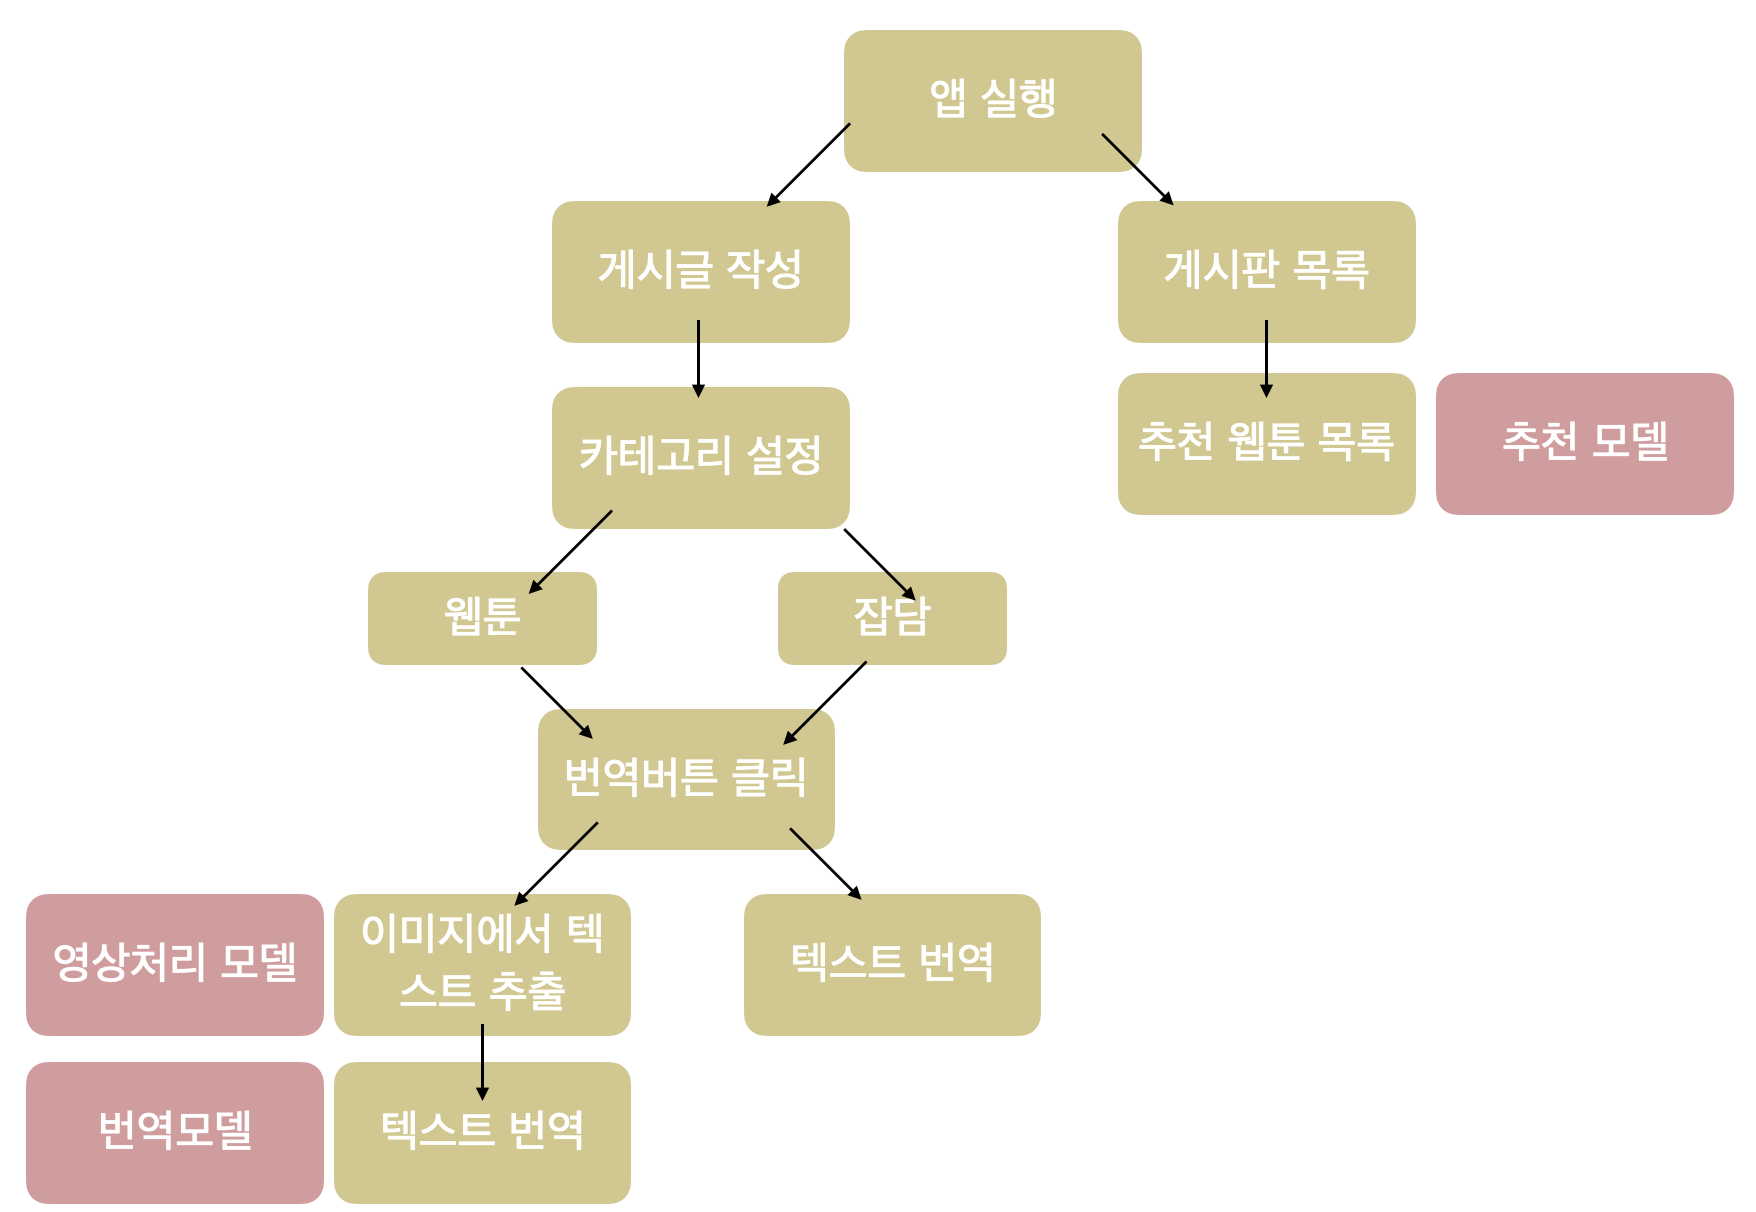 앱 실행
게시글 작성
게시판 목록
카테고리 설정
추천 웹툰 목록
추천 모델
웹툰
잡담
번역버튼 클릭
영상처리 모델
이미지에서 텍
스트 추출
텍스트 번역
번역모델
텍스트 번역